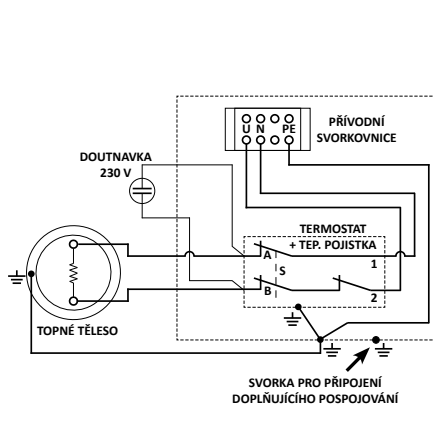 U N PE
PŘÍVODNÍ
SVORKOVNICE
DOUTNAVKA
230 V
TERMOSTAT
+ TEP. POJISTKA
A
1
S
B
2
TOPNÉ TĚLESO
SVORKA PRO PŘIPOJENÍ
DOPLŇUJÍCÍHO POSPOJOVÁNÍ